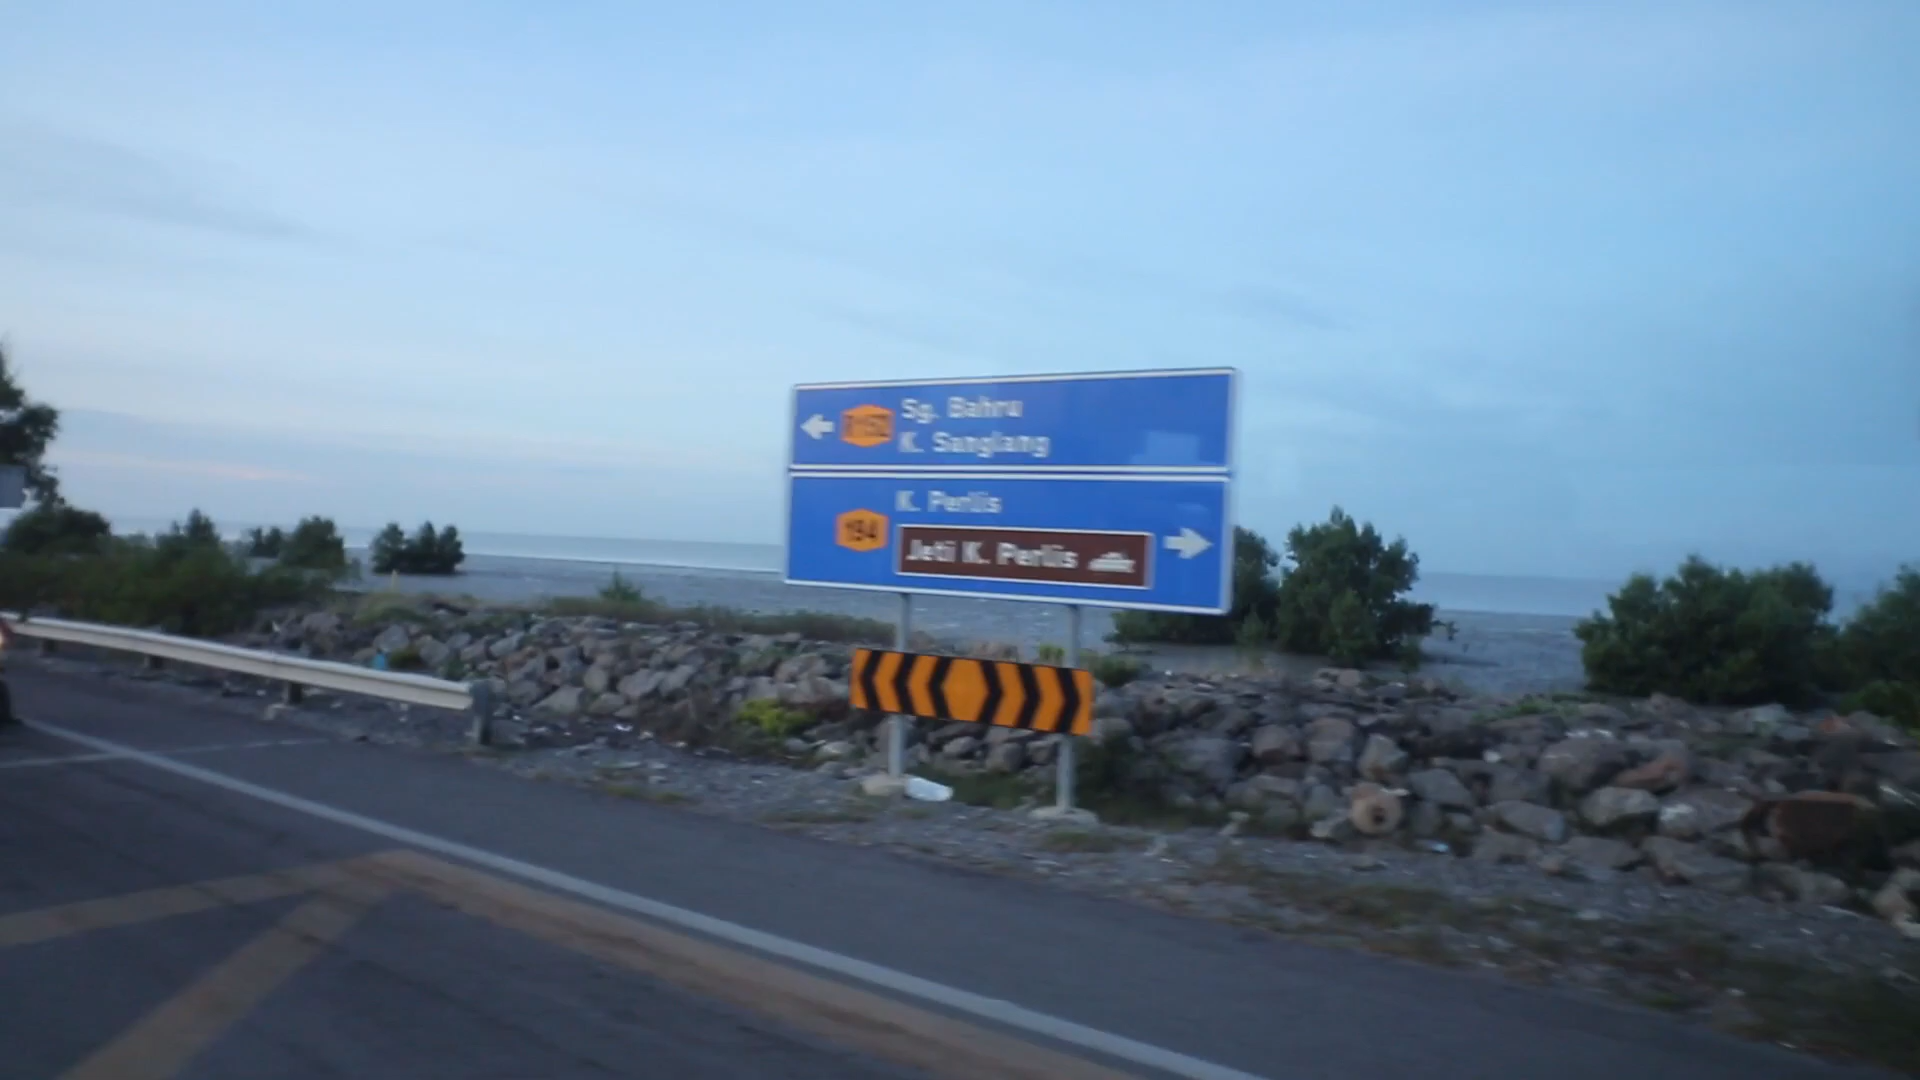 Sg. Bahru
K. Sanglang
K. Perlis
194
Jeti K. Perlis